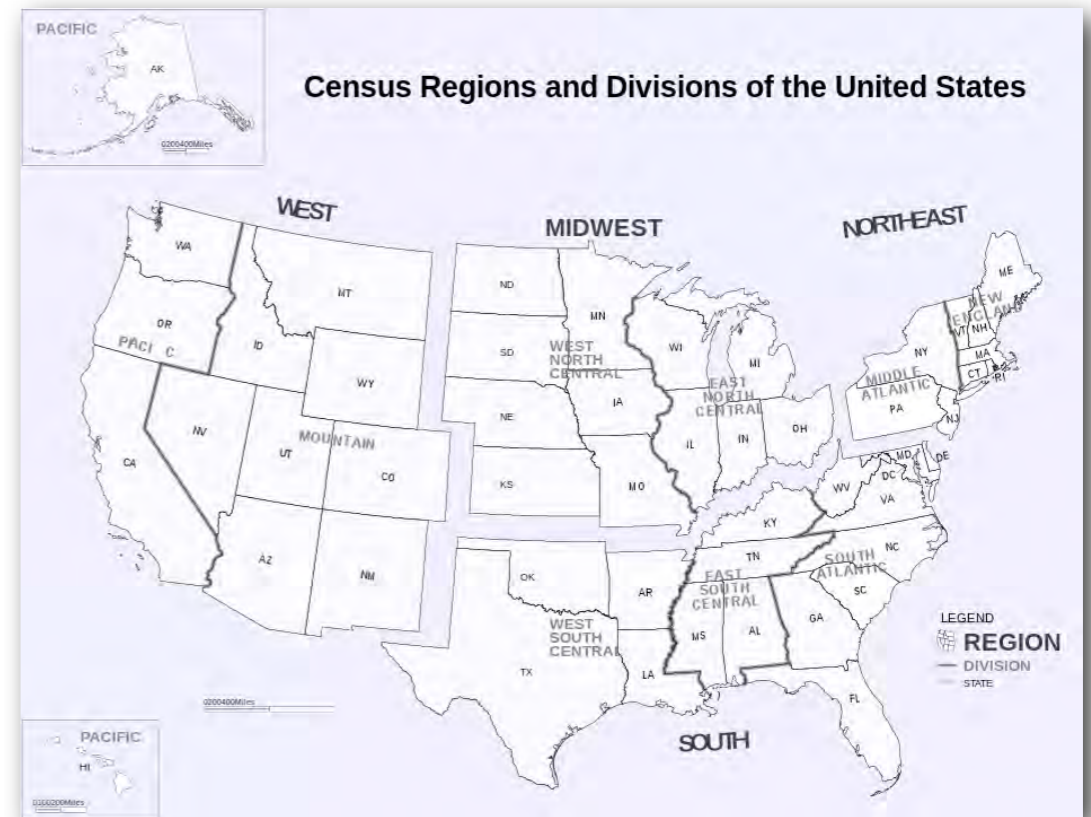 PACIFIC
AK
0200400Miles
Census Regions and Divisions of the United States
WEST
MIDWEST
NORTHEAST
WA
MT
ND
MN
ME
OR
ID
SD
WI
MI
NY
NEW
ENGLAND
VT NH
PACI C
WY
WEST
NORTH
CENTRAL
EAST
NORTH
CENTRAL
MIDDLE
ATLANTIC
MA
CT
RI
NE
IA
PA
NJ
NV
MOUNTAIN
UT
CO
CA
KS
MO
IL
IN
OH
MD
DE
DC
WV
VA
KY
AZ
NM
OK
AR
TN
NC
EAST
SOUTH
CENTRAL
SOUTH
ATLANTIC
SC
WEST
SOUTH
CENTRAL
TX
LA
MS
AL
GA
FL
LEGEND
REGION
DIVISION
STATE
0200400Miles
SOUTH
PACIFIC
HI
0100200Miles